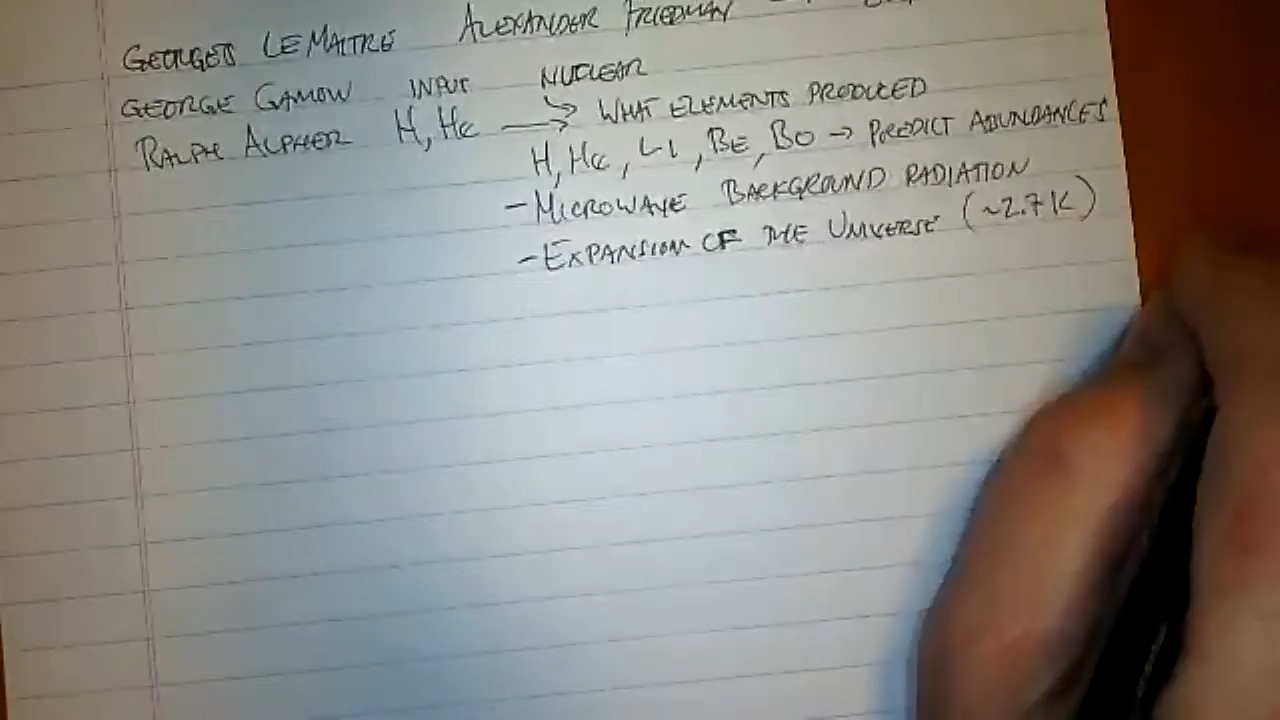 GEORGES LEMAITRE ALEXANDER FRIEDMAN
GEORGE GAMOW INPUT NUCLEAR
RALPH ALPHER H, He → WHAT ELEMENTS PRODUCED
H, He, Li, BE, BO → PREDICT ABUNDANCES
- MICROWAVE BACKGROUND RADIATION
- EXPANSION OF THE UNIVERSE (~2.7K)